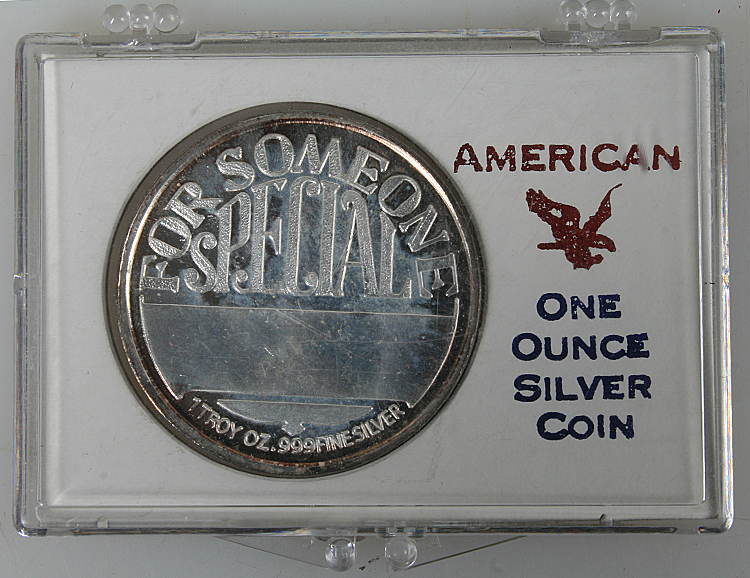 FOR SOMEONE
SPECIAL
1 TROY OZ. .999 FINE SILVER
AMERICAN
ONE
OUNCE
SILVER
COIN